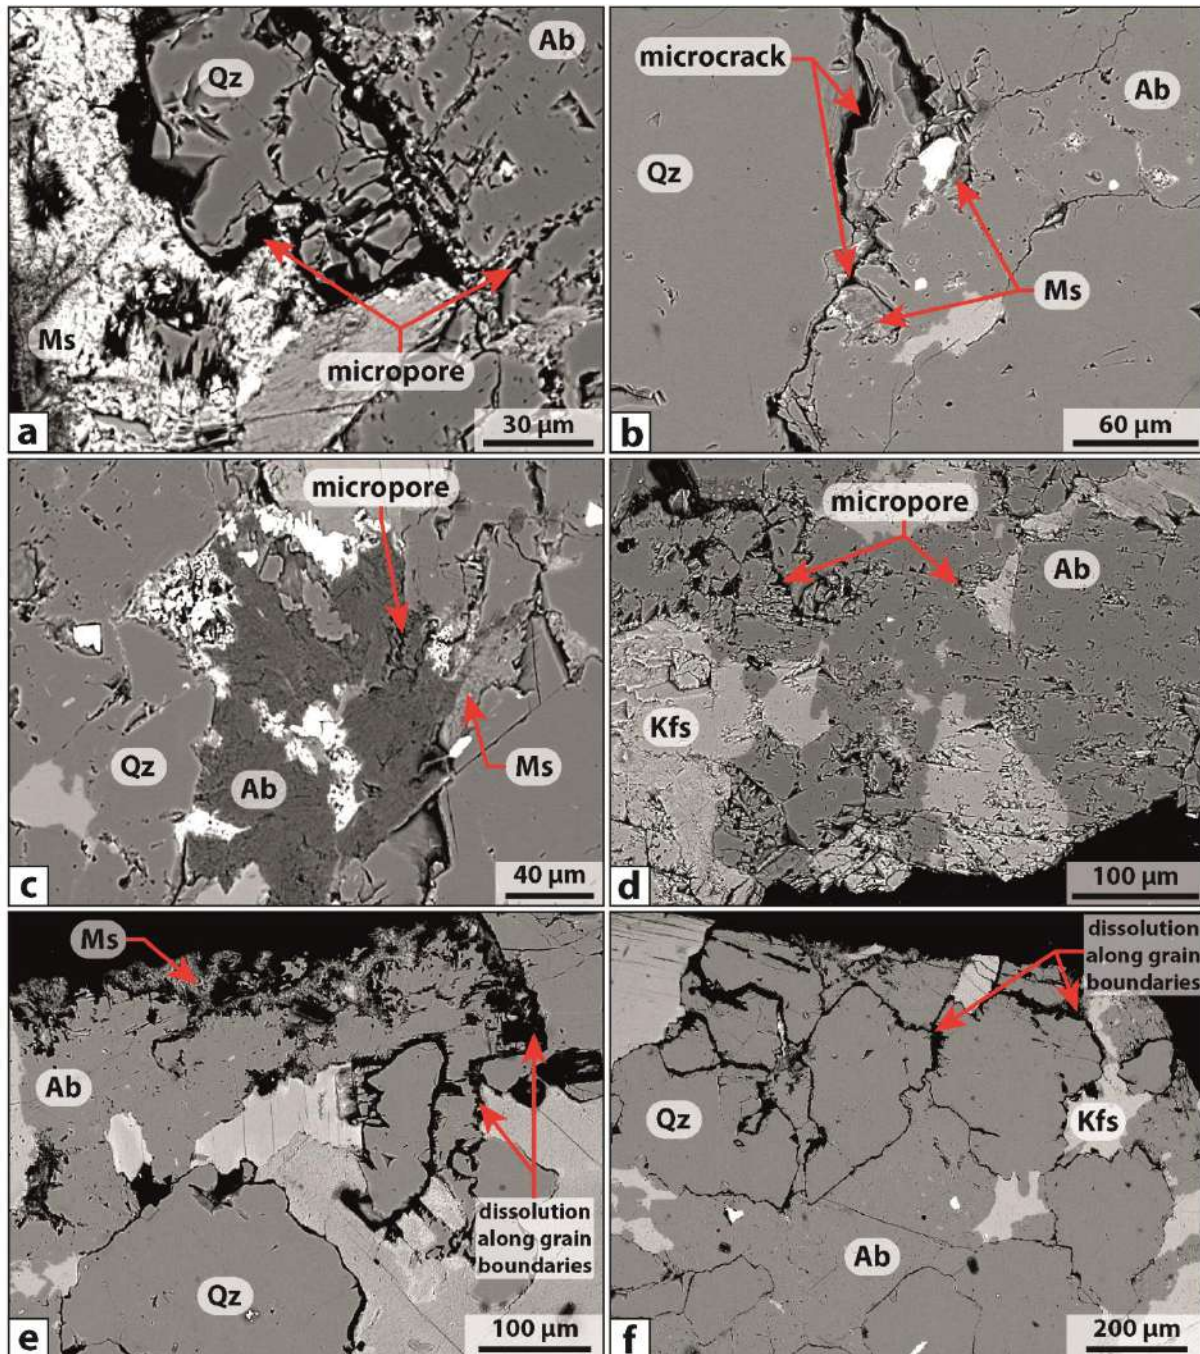 Qz
Ab
Ms
micropore
a
30 µm
microcrack
Ab
Qz
Ms
b
60 µm
micropore
Qz
Ab
Ms
c
40 µm
micropore
Ab
Kfs
d
100 µm
Ms
Ab
dissolution
along grain
boundaries
Qz
e
100 µm
dissolution
along grain
boundaries
Qz
Kfs
Ab
f
200 µm